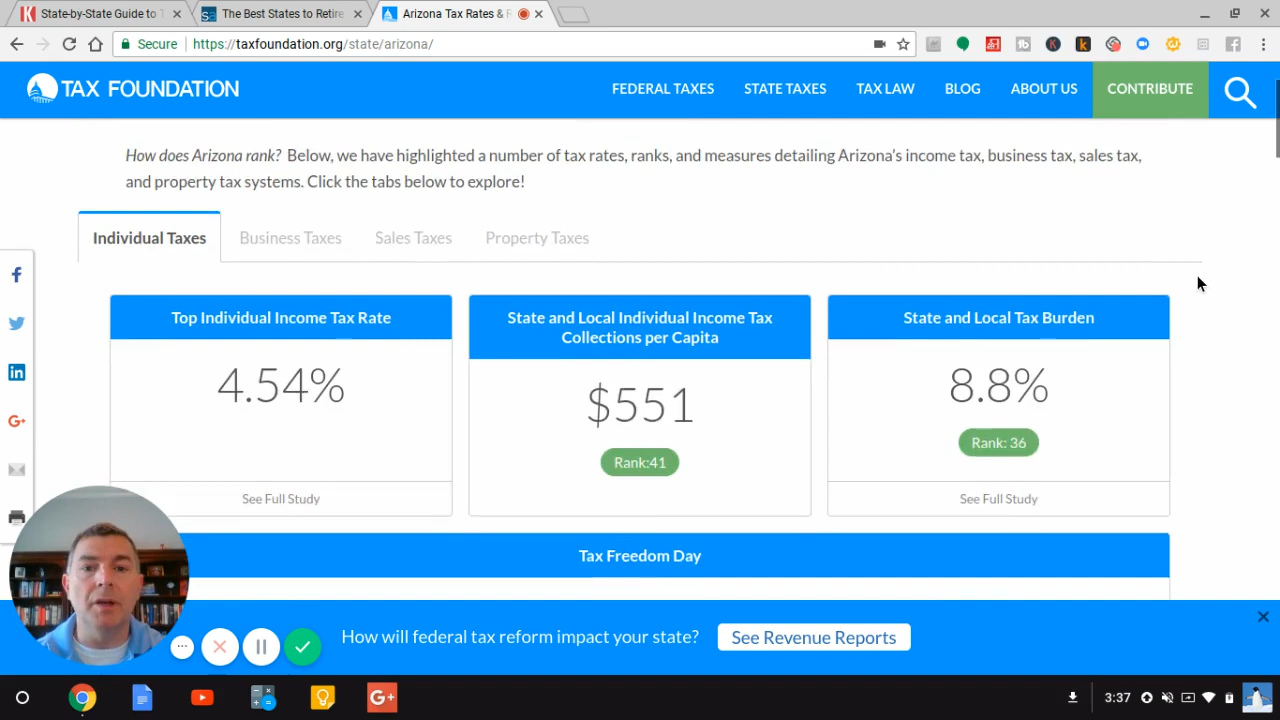 State-by-State Guide to T
The Best States to Retire
Arizona Tax Rates & R
Secure
https://taxfoundation.org/state/arizona/
TAX FOUNDATION
FEDERAL TAXES
STATE TAXES
TAX LAW
BLOG
ABOUT US
CONTRIBUTE
How does Arizona rank? Below, we have highlighted a number of tax rates, ranks, and measures detailing Arizona's income tax, business tax, sales tax,
and property tax systems. Click the tabs below to explore!
Individual Taxes
Business Taxes
Sales Taxes
Property Taxes
Top Individual Income Tax Rate
4.54%
See Full Study
State and Local Individual Income Tax
Collections per Capita
$551
Rank:41
State and Local Tax Burden
8.8%
Rank: 36
See Full Study
Tax Freedom Day
How will federal tax reform impact your state?
See Revenue Reports
3:37